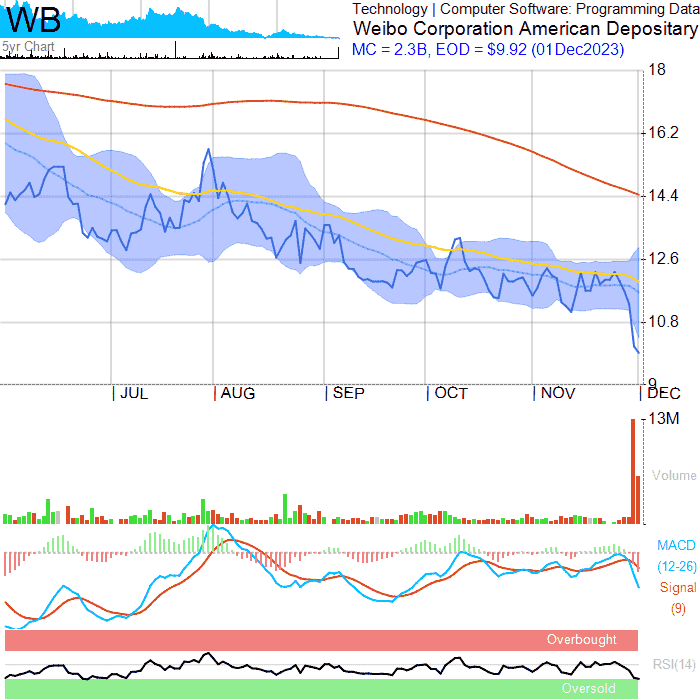 WB
5yr Chart
Technology | Computer Software: Programming Data
Weibo Corporation American Depositary
MC = 2.3B, EOD = $9.92 (01Dec2023)
18
16.2
14.4
12.6
10.8
9
JUL AUG SEP OCT NOV DEC
13M
Volume
MACD
(12-26)
Signal
(9)
Overbought
RSI(14)
Oversold